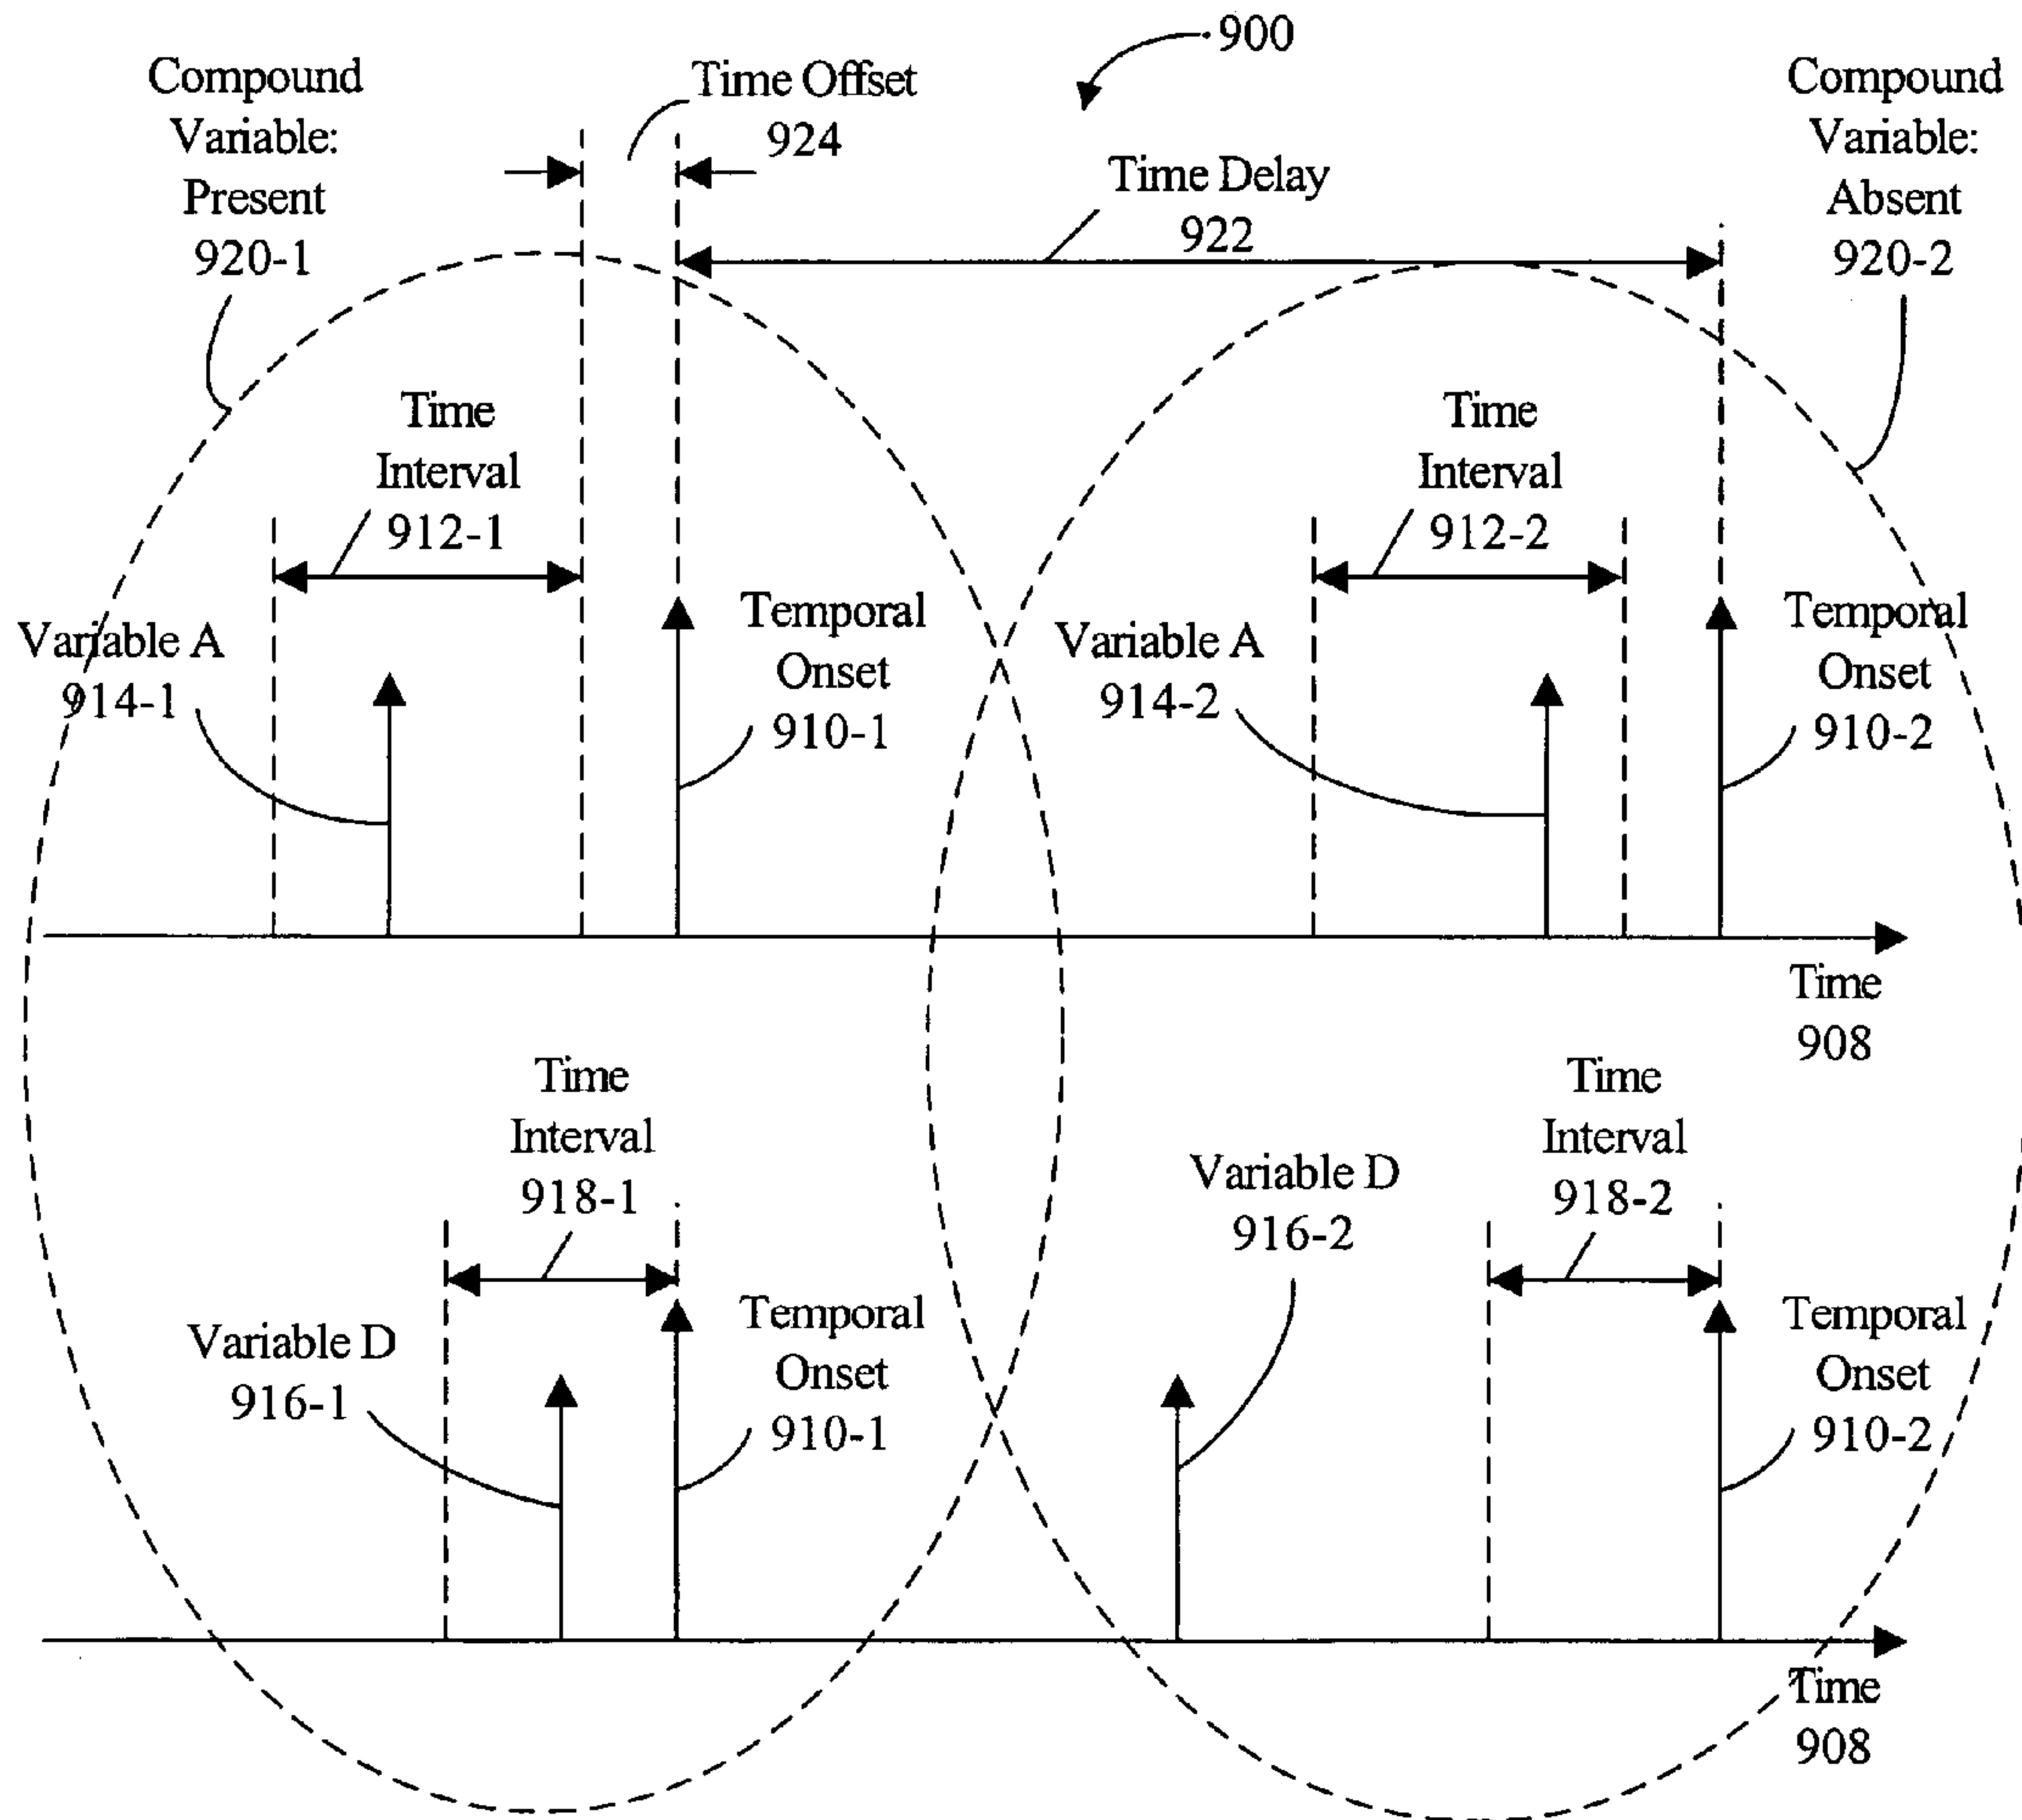 900
Compound
Variable:
Present
920-1
Time Offset
924
Time Delay
922
Compound
Variable:
Absent
920-2
Time
Interval
912-1
Time
Interval
912-2
Variable A
914-1
Temporal
Onset
910-1
Variable A
914-2
Temporal
Onset
910-2
Time
908
Time
Interval
918-1
Variable D
916-2
Time
Interval
918-2
Variable D
916-1
Temporal
Onset
910-1
Temporal
Onset
910-2
Time
908